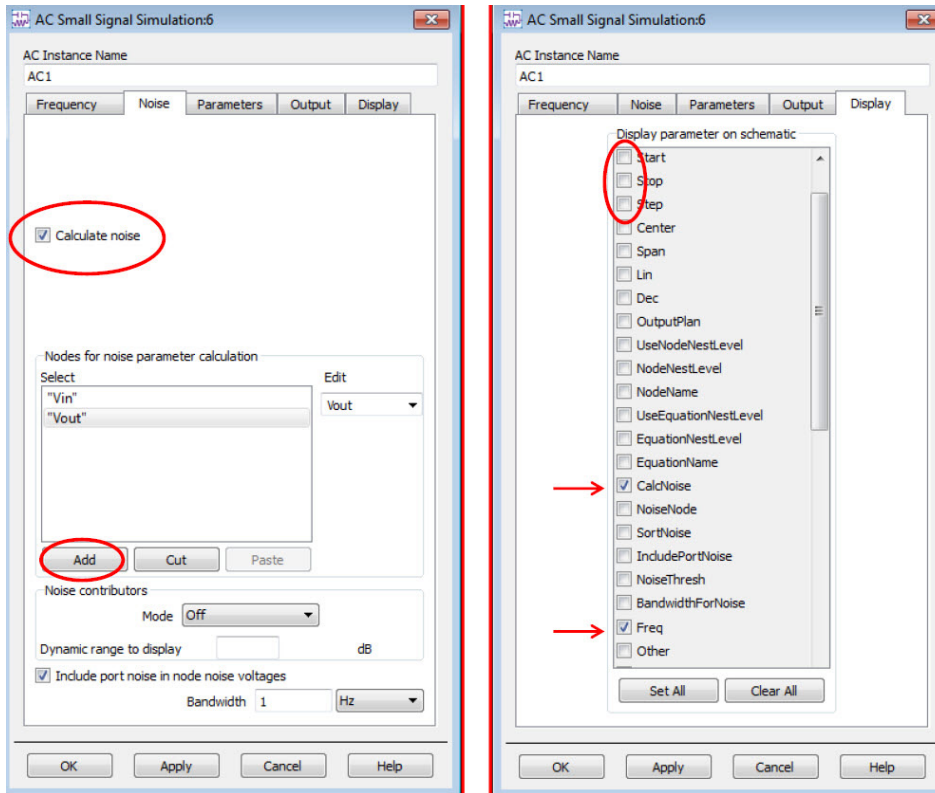 AC Small Signal Simulation:6
AC Instance Name
AC1
Frequency Noise Parameters Output Display
Calculate noise
Nodes for noise parameter calculation
Select Edit
"Vin"
"Vout"
Vout
Add Cut Paste
Noise contributors
Mode Off
Dynamic range to display dB
Include port noise in node noise voltages
Bandwidth 1 Hz
OK Apply Cancel Help
AC Small Signal Simulation:6
AC Instance Name
AC1
Frequency Noise Parameters Output Display
Display parameter on schematic
Start
Stop
Step
Center
Span
Lin
Dec
OutputPlan
UseNodeNestLevel
NodeNestLevel
NodeName
UseEquationNestLevel
EquationNestLevel
EquationName
CalcNoise
NoiseNode
SortNoise
IncludePortNoise
NoiseThresh
BandwidthForNoise
Freq
Other
Set All Clear All
OK Apply Cancel Help